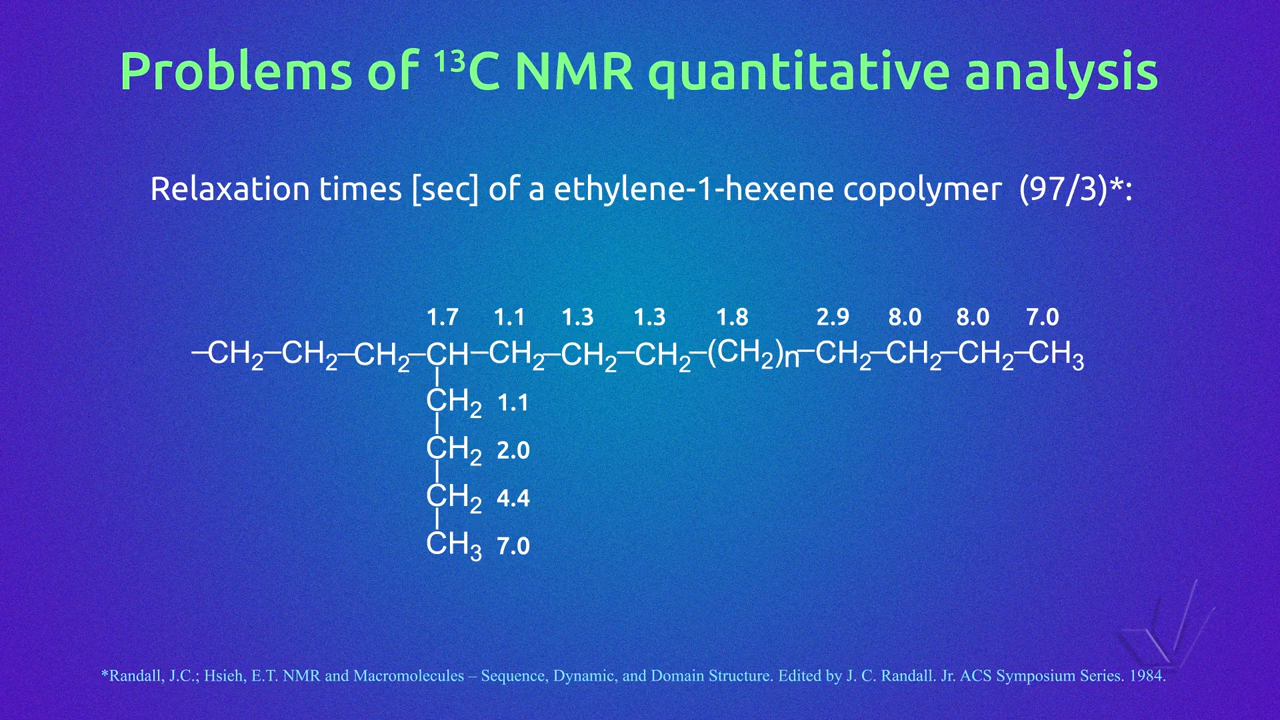 Problems of ¹³C NMR quantitative analysis
Relaxation times [sec] of a ethylene-1-hexene copolymer (97/3)*:
1.7 1.1 1.3 1.3 1.8 2.9 8.0 8.0 7.0
–CH₂–CH₂–CH₂–CH–CH₂–CH₂–CH₂–(CH₂)n–CH₂–CH₂–CH₂–CH₃
CH₂ 1.1
CH₂ 2.0
CH₂ 4.4
CH₃ 7.0
*Randall, J.C.; Hsieh, E.T. NMR and Macromolecules – Sequence, Dynamic, and Domain Structure. Edited by J. C. Randall. Jr. ACS Symposium Series. 1984.